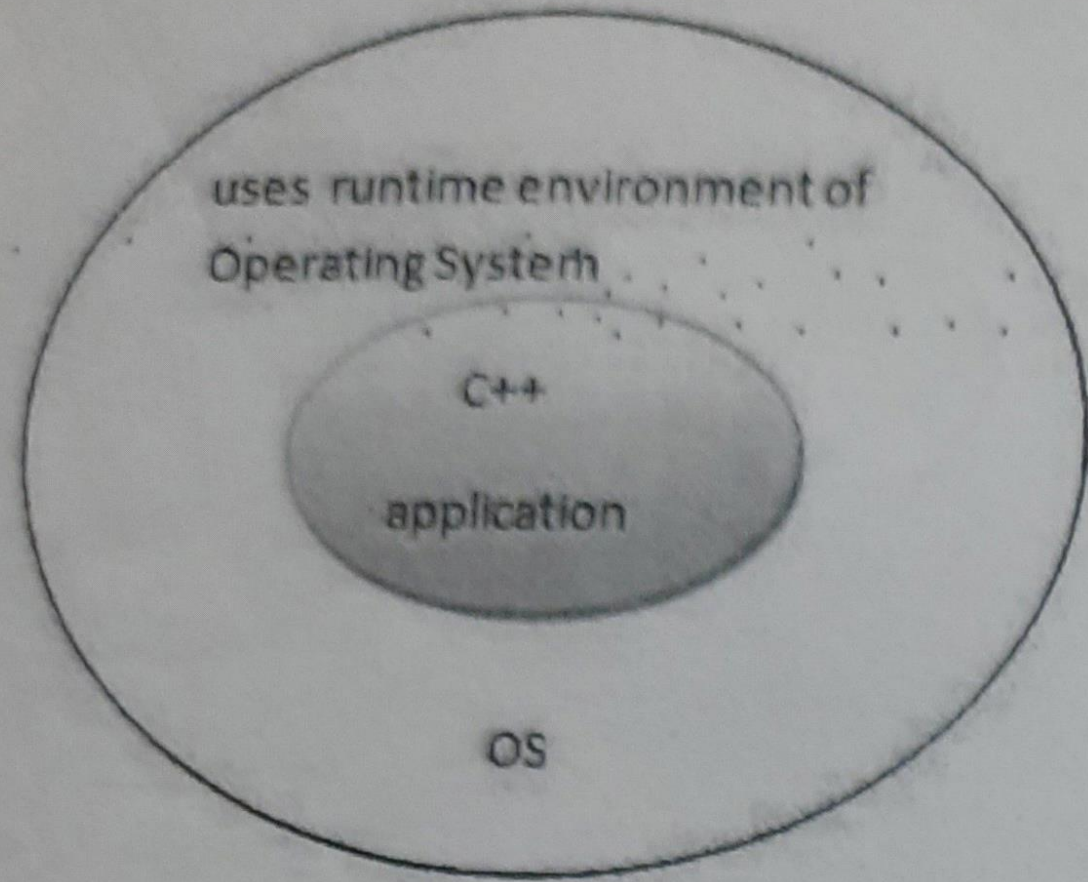 uses runtime environment of
Operating System
C++
application
OS